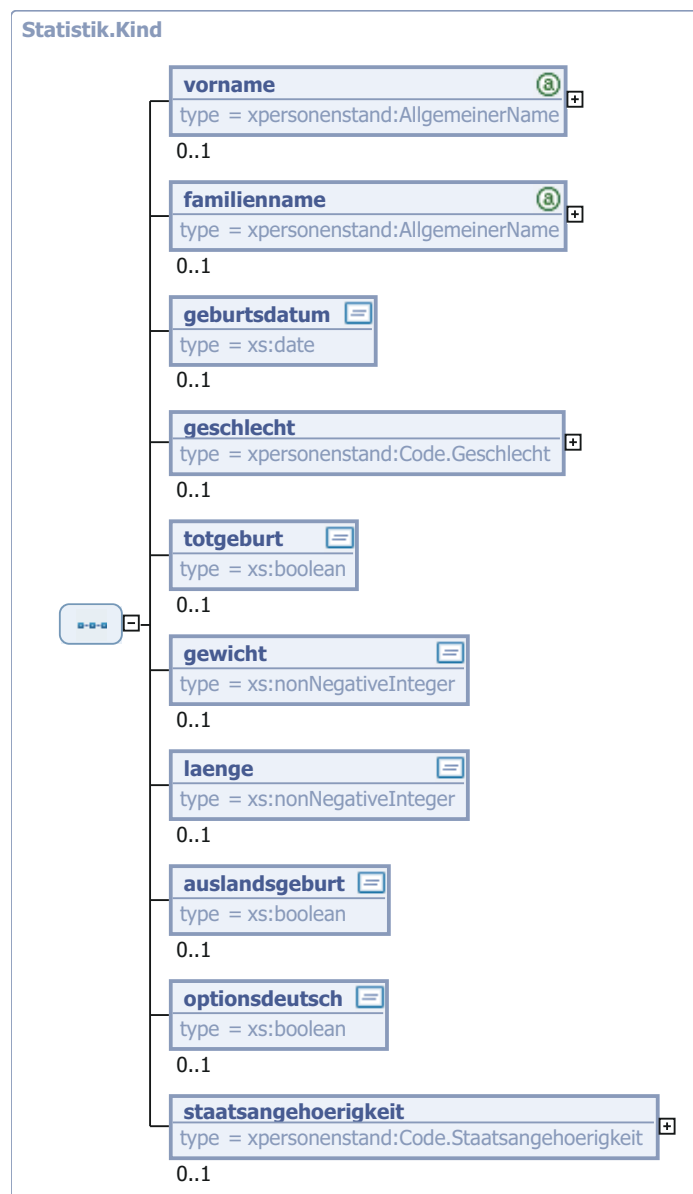 Statistik.Kind
vorname
type = xpersonenstand:AllgemeinerName
0..1
familienname
type = xpersonenstand:AllgemeinerName
0..1
geburtsdatum
type = xs:date
0..1
geschlecht
type = xpersonenstand:Code.Geschlecht
0..1
totgeburt
type = xs:boolean
0..1
gewicht
type = xs:nonNegativeInteger
0..1
laenge
type = xs:nonNegativeInteger
0..1
auslandsgeburt
type = xs:boolean
0..1
optionsdeutsch
type = xs:boolean
0..1
staatsangehoerigkeit
type = xpersonenstand:Code.Staatsangehoerigkeit
0..1